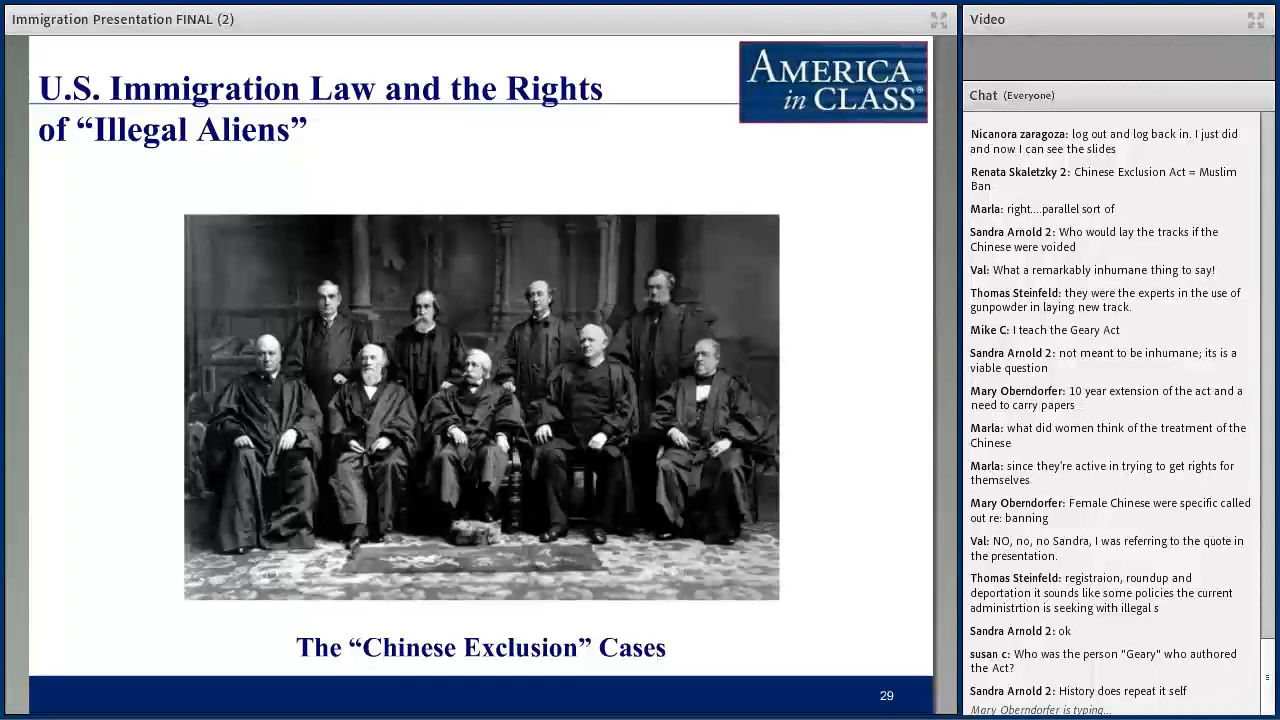 Immigration Presentation FINAL (2)
U.S. Immigration Law and the Rights
of “Illegal Aliens”
AMERICA
in CLASS®
The “Chinese Exclusion” Cases
29
Video
Chat (Everyone)
Nicanora zaragoza: log out and log back in. I just did
and now I can see the slides
Renata Skaletzky 2: Chinese Exclusion Act = Muslim
Ban
Marla: right....parallel sort of
Sandra Arnold 2: Who would lay the tracks if the
Chinese were voided
Val: What a remarkably inhumane thing to say!
Thomas Steinfeld: they were the experts in the use of
gunpowder in laying new track.
Mike C: I teach the Geary Act
Sandra Arnold 2: not meant to be inhumane; its is a
viable question
Mary Oberndorfer: 10 year extension of the act and a
need to carry papers
Marla: what did women think of the treatment of the
Chinese
Marla: since they're active in trying to get rights for
themselves
Mary Oberndorfer: Female Chinese were specific called
out re: banning
Val: NO, no, no Sandra, I was referring to the quote in
the presentation.
Thomas Steinfeld: registraion, roundup and
deportation it sounds like some policies the current
administrtion is seeking with illegal s
Sandra Arnold 2: ok
susan c: Who was the person "Geary" who authored
the Act?
Sandra Arnold 2: History does repeat it self
Mary Oberndorfer is typing...